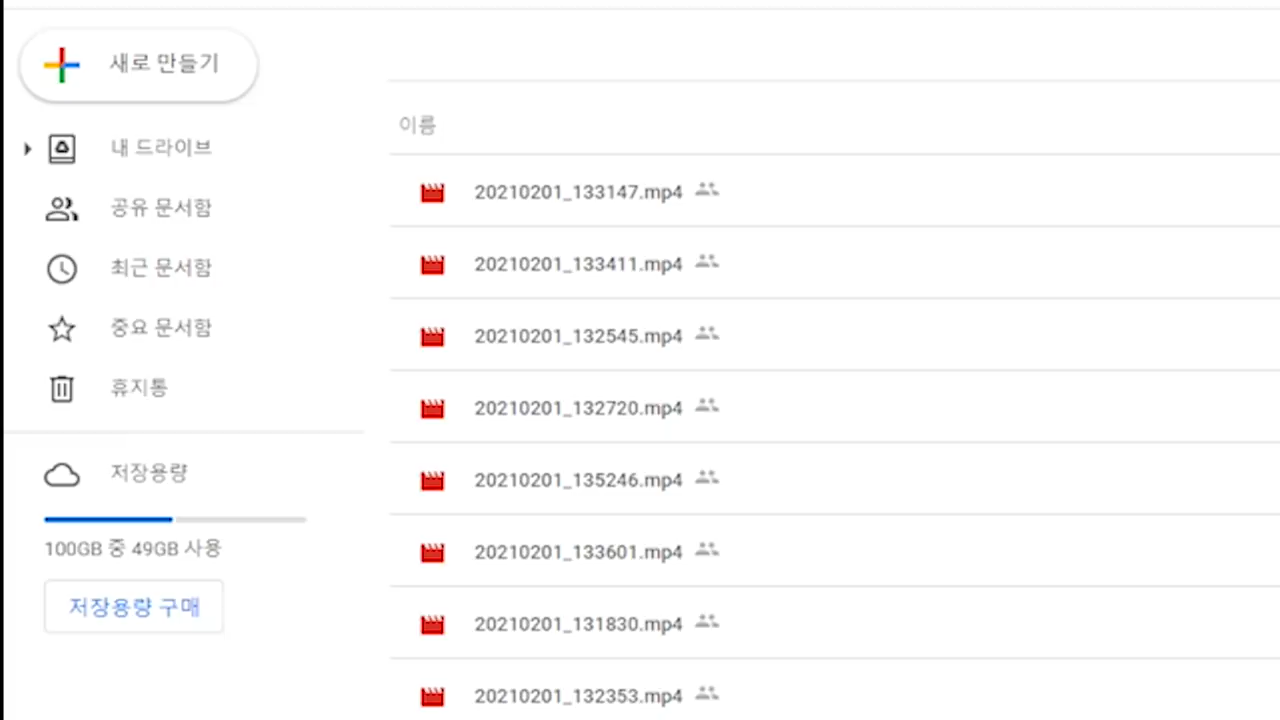 새로 만들기
내 드라이브
공유 문서함
최근 문서함
중요 문서함
휴지통
저장용량
100GB 중 49GB 사용
저장용량 구매
이름
20210201_133147.mp4
20210201_133411.mp4
20210201_132545.mp4
20210201_132720.mp4
20210201_135246.mp4
20210201_133601.mp4
20210201_131830.mp4
20210201_132353.mp4